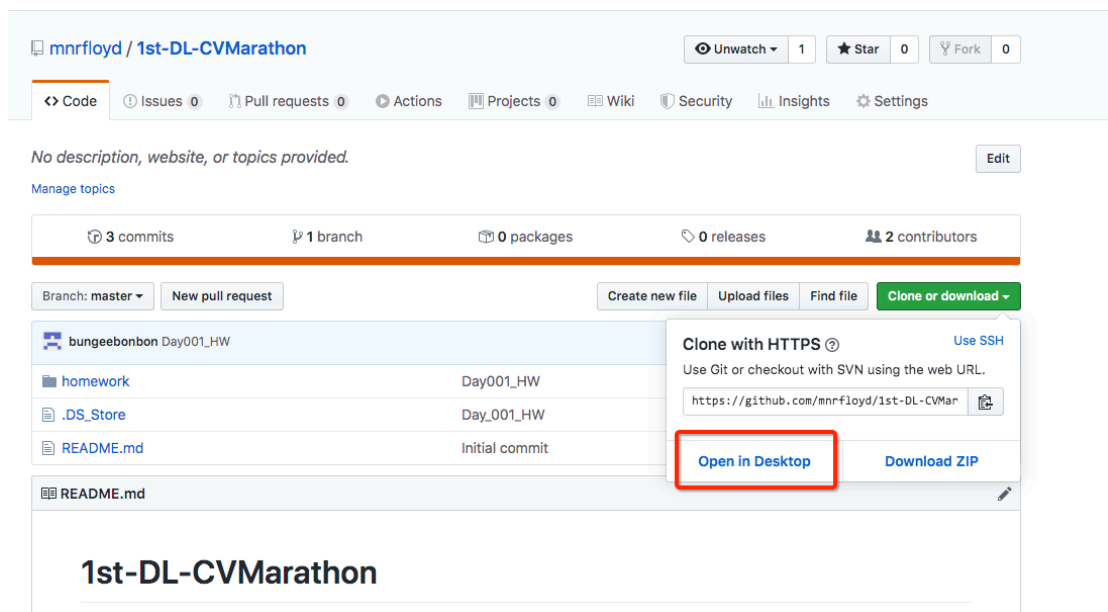 mnrfloyd / 1st-DL-CVMarathon
Unwatch 1 Star 0 Fork 0
Code Issues 0 Pull requests 0 Actions Projects 0 Wiki Security Insights Settings
No description, website, or topics provided. Edit
Manage topics
3 commits 1 branch 0 packages 0 releases 2 contributors
Branch: master New pull request Create new file Upload files Find file Clone or download
bungeebonbon Day001_HW
Clone with HTTPS ? Use SSH
Use Git or checkout with SVN using the web URL.
homework Day001_HW
https://github.com/mnrfloyd/1st-DL-CVMar
.DS_Store Day_001_HW
README.md Initial commit
Open in Desktop Download ZIP
README.md
1st-DL-CVMarathon